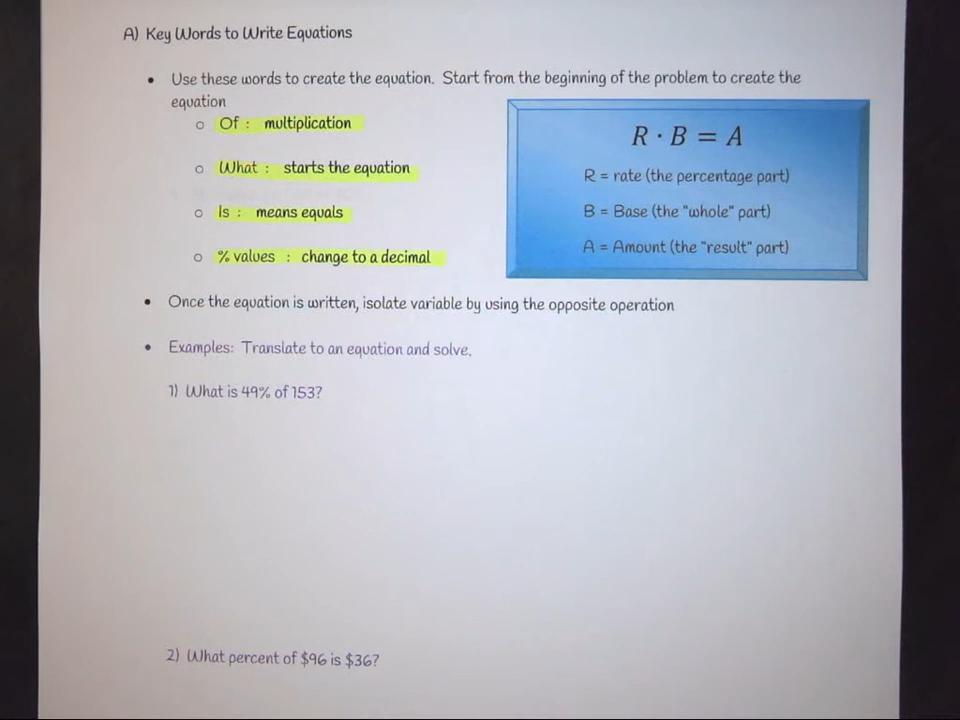 A) Key Words to Write Equations
• Use these words to create the equation. Start from the beginning of the problem to create the
equation
○ Of : multiplication
○ What : starts the equation
○ Is : means equals
○ % values : change to a decimal
R · B = A
R = rate (the percentage part)
B = Base (the "whole" part)
A = Amount (the "result" part)
• Once the equation is written, isolate variable by using the opposite operation
• Examples: Translate to an equation and solve.
1) What is 49% of 153?
2) What percent of $96 is $36?